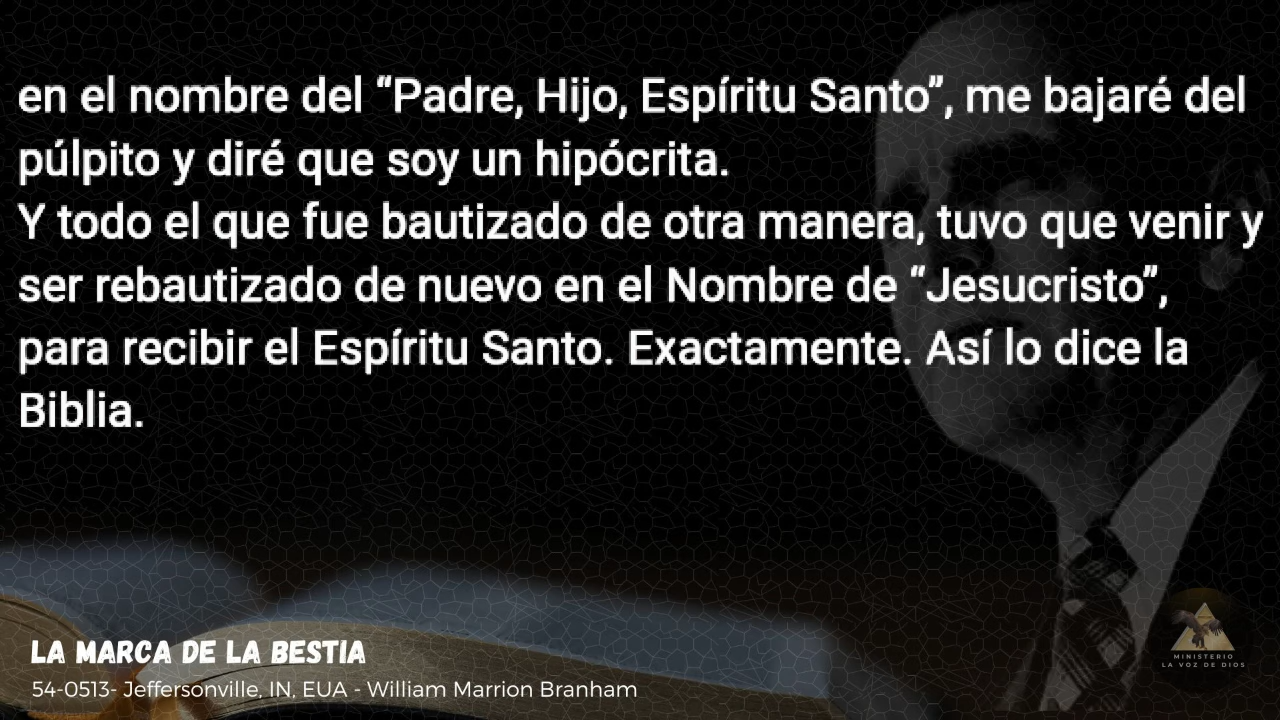 en el nombre del “Padre, Hijo, Espíritu Santo”, me bajaré del
púlpito y diré que soy un hipócrita.
Y todo el que fue bautizado de otra manera, tuvo que venir y
ser rebautizado de nuevo en el Nombre de “Jesucristo”,
para recibir el Espíritu Santo. Exactamente. Así lo dice la
Biblia.
LA MARCA DE LA BESTIA
54-0513- Jeffersonville, IN, EUA - William Marrion Branham
MINISTERIO
LA VOZ DE DIOS